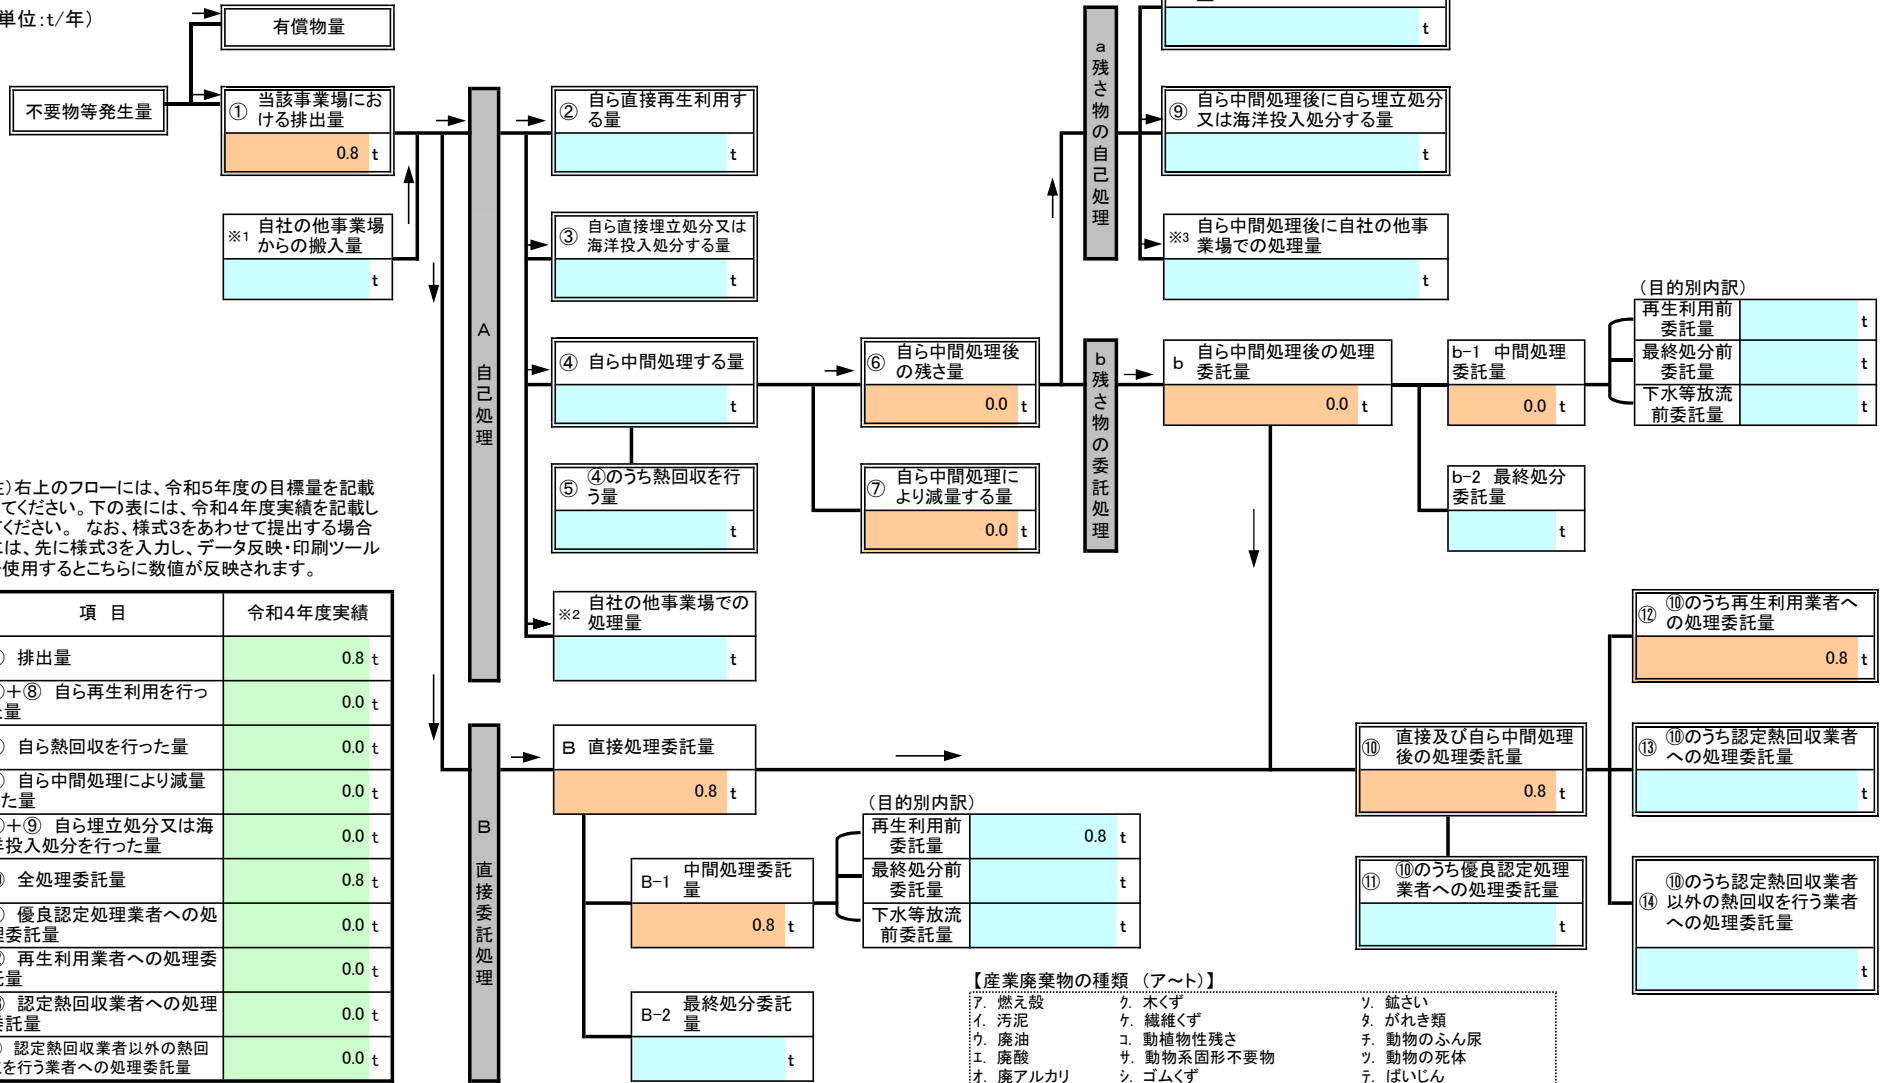 単位:t/年)
有償物量
不要物等発生量
① 当該事業場にお
ける排出量
0.8 t
※1 自社の他事業場
からの搬入量
t
A 自己処理
② 自ら直接再生利用す
る量
t
③ 自ら直接埋立処分又は
海洋投入処分する量
t
④ 自ら中間処理する量
t
⑤ ④のうち熱回収を行
う量
t
※2 自社の他事業場での
処理量
t
⑥ 自ら中間処理後
の残さ量
0.0 t
⑦ 自ら中間処理に
より減量する量
0.0 t
a 残さ物の自己処理
t
⑨ 自ら中間処理後に自ら埋立処分
又は海洋投入処分する量
t
※3 自ら中間処理後に自社の他事
業場での処理量
t
b 残さ物の委託処理
b 自ら中間処理後の処理
委託量
0.0 t
b-1 中間処理
委託量
0.0 t
b-2 最終処分
委託量
t
(目的別内訳)
再生利用前
委託量
t
最終処分前
委託量
t
下水等放流
前委託量
t
)右上のフローには、令和5年度の目標量を記載
てください。下の表には、令和4年度実績を記載し
ください。 なお、様式3をあわせて提出する場合
は、先に様式3を入力し、データ反映・印刷ツール
使用するとこちらに数値が反映されます。
項 目 令和4年度実績
排出量 0.8 t
+⑧ 自ら再生利用を行っ
量
0.0 t
自ら熱回収を行った量 0.0 t
自ら中間処理により減量
た量
0.0 t
+⑨ 自ら埋立処分又は海
投入処分を行った量
0.0 t
全処理委託量 0.8 t
優良認定処理業者への処
委託量
0.0 t
再生利用業者への処理委
量
0.0 t
認定熱回収業者への処理
託量
0.0 t
認定熱回収業者以外の熱回
を行う業者への処理委託量
0.0 t
B 直接委託処理
B 直接処理委託量
0.8 t
B-1 中間処理委託
量
0.8 t
B-2 最終処分委託
量
t
(目的別内訳)
再生利用前
委託量
0.8 t
最終処分前
委託量
t
下水等放流
前委託量
t
⑩ 直接及び自ら中間処理
後の処理委託量
0.8 t
⑪ ⑩のうち優良認定処理
業者への処理委託量
t
⑫ ⑩のうち再生利用業者へ
の処理委託量
0.8 t
⑬ ⑩のうち認定熱回収業者
への処理委託量
t
⑭ ⑩のうち認定熱回収業者
以外の熱回収を行う業者
への処理委託量
t
【産業廃棄物の種類 (ア~ト)】
ア. 燃え殻 ク. 木くず ソ. 鉱さい
イ. 汚泥 ケ. 繊維くず タ. がれき類
ウ. 廃油 コ. 動植物性残さ チ. 動物のふん尿
エ. 廃酸 サ. 動物系固形不要物 ツ. 動物の死体
オ. 廃アルカリ シ. ゴムくず テ. ばいじん